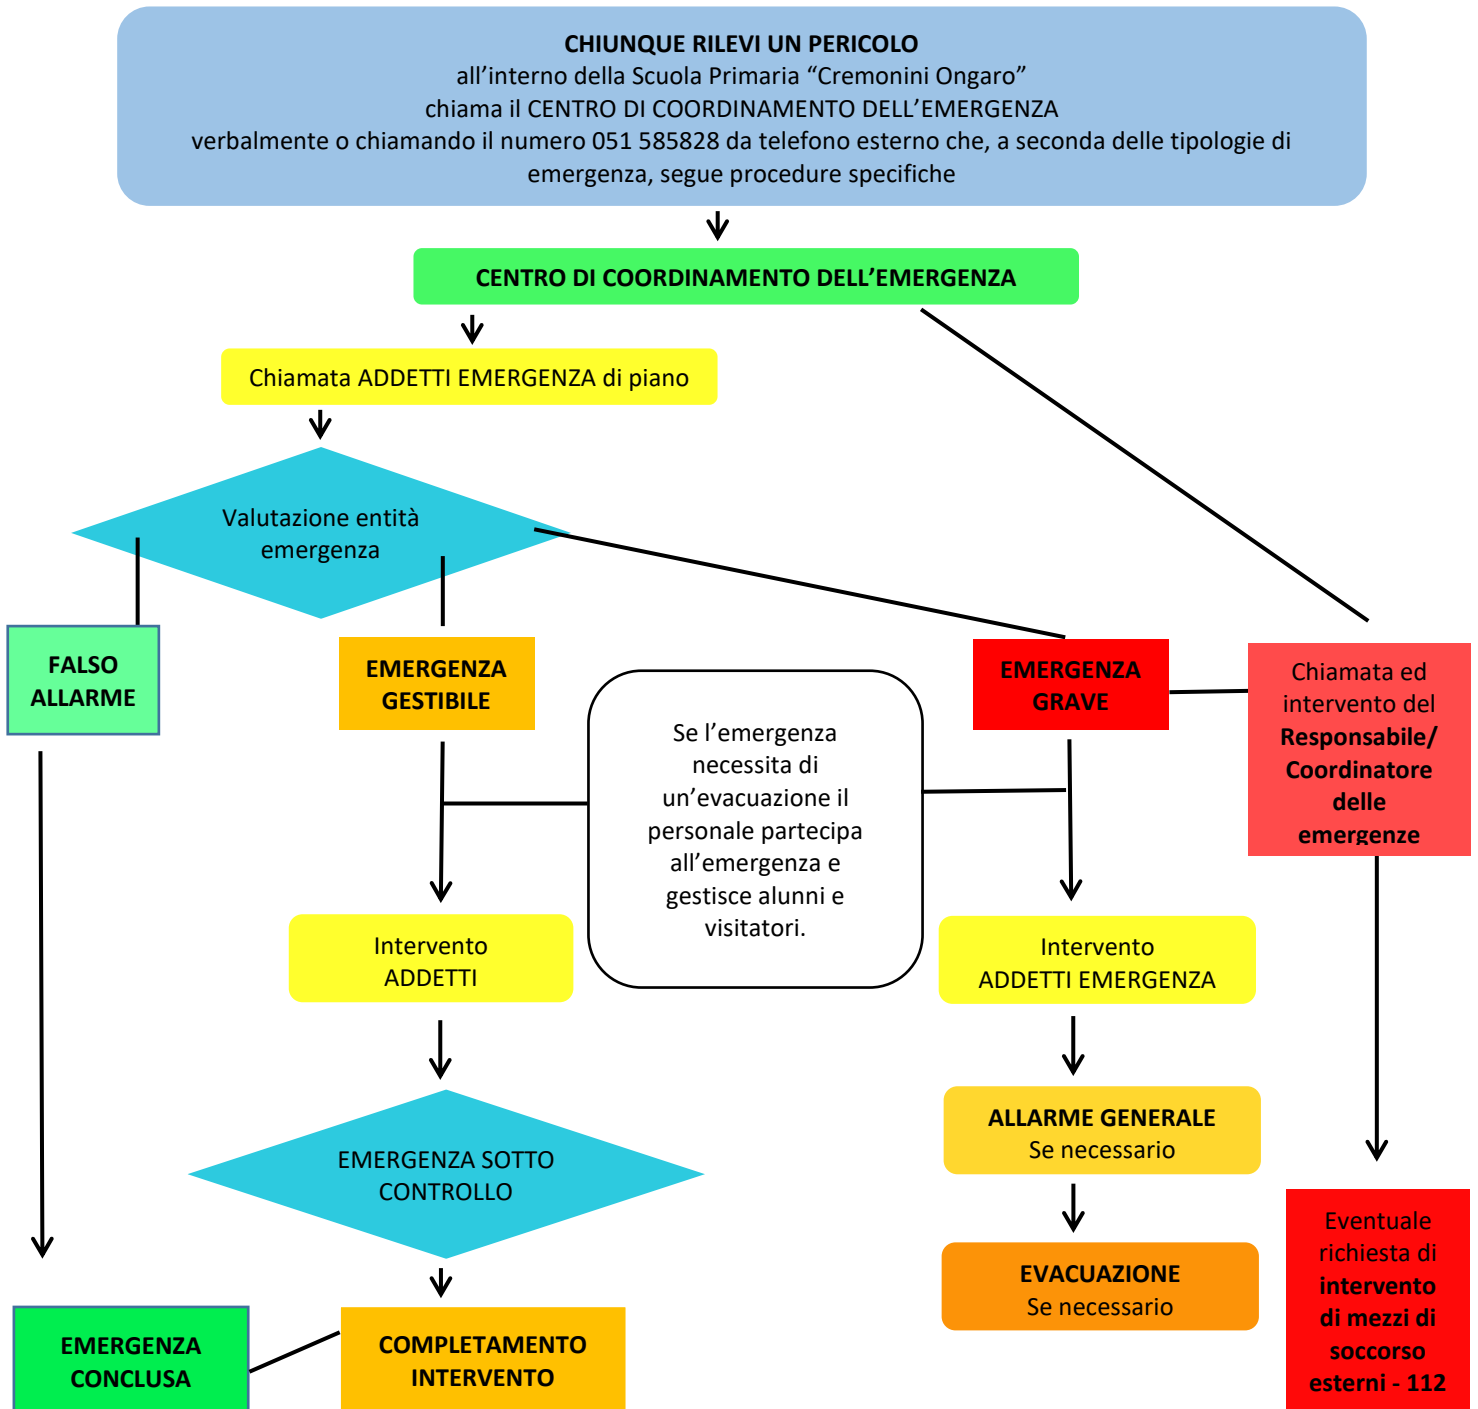 CHIUNQUE RILEVI UN PERICOLO
all’interno della Scuola Primaria “Cremonini Ongaro”
chiama il CENTRO DI COORDINAMENTO DELL’EMERGENZA
verbalmente o chiamando il numero 051 585828 da telefono esterno che, a seconda delle tipologie di
emergenza, segue procedure specifiche
CENTRO DI COORDINAMENTO DELL’EMERGENZA
Chiamata ADDETTI EMERGENZA di piano
Valutazione entità
emergenza
FALSO
ALLARME
EMERGENZA
GESTIBILE
Se l’emergenza
necessita di
un’evacuazione il
personale partecipa
all’emergenza e
gestisce alunni e
visitatori.
EMERGENZA
GRAVE
Chiamata ed
intervento del
Responsabile/
Coordinatore
delle
emergenze
Intervento
ADDETTI
Intervento
ADDETTI EMERGENZA
EMERGENZA SOTTO
CONTROLLO
ALLARME GENERALE
Se necessario
EVACUAZIONE
Se necessario
Eventuale
richiesta di
intervento
di mezzi di
soccorso
esterni - 112
EMERGENZA
CONCLUSA
COMPLETAMENTO
INTERVENTO